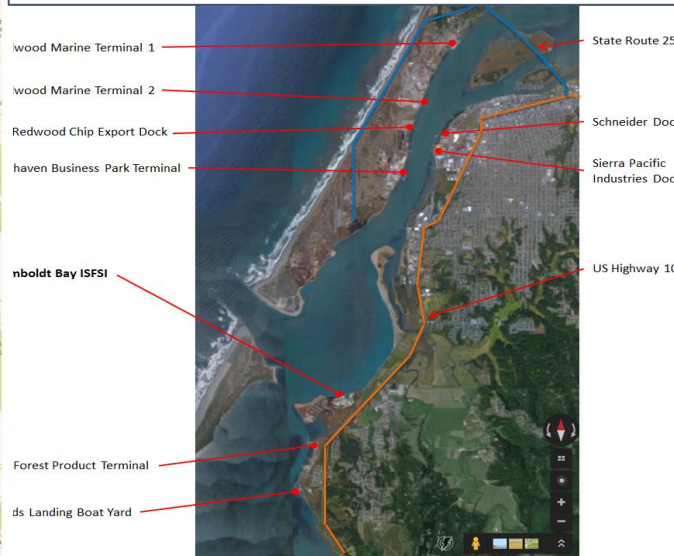 lwood Marine Terminal 1
lwood Marine Terminal 2
Redwood Chip Export Dock
haven Business Park Terminal
mboldt Bay ISFSI
Forest Product Terminal
ds Landing Boat Yard
State Route 25
Schneider Doc
Sierra Pacific
Industries Doc
US Highway 10